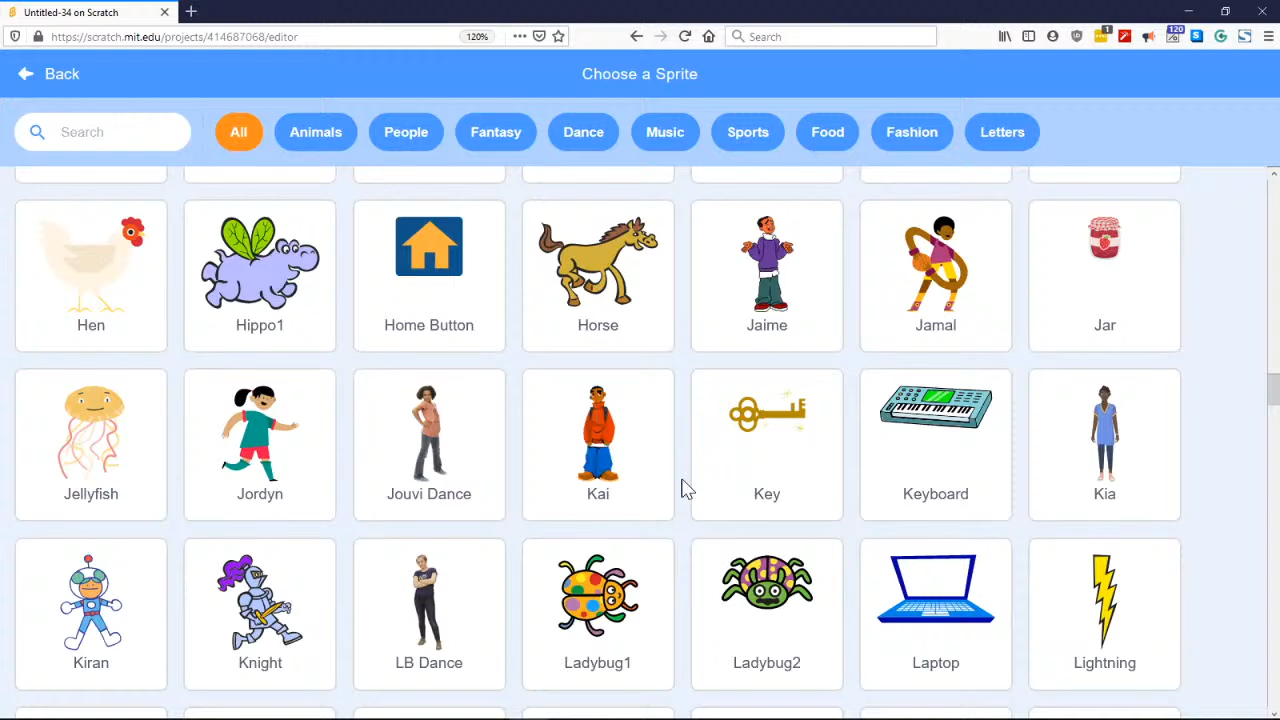 Untitled-34 on Scratch
https://scratch.mit.edu/projects/414687068/editor
120%
Search
1
120
Back
Choose a Sprite
Search
All
Animals
People
Fantasy
Dance
Music
Sports
Food
Fashion
Letters
Hen
Hippo1
Home Button
Horse
Jaime
Jamal
Jar
Jellyfish
Jordyn
Jouvi Dance
Kai
Key
Keyboard
Kia
Kiran
Knight
LB Dance
Ladybug1
Ladybug2
Laptop
Lightning